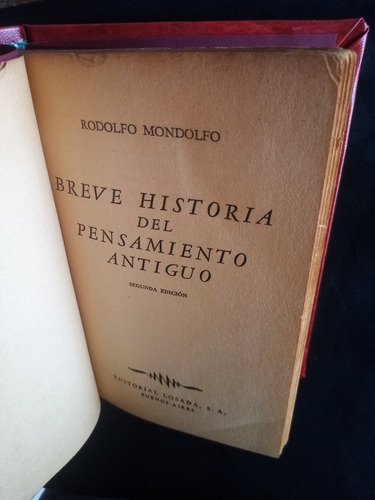 RODOLFO MONDOLFO
BREVE HISTORIA
DEL
PENSAMIENTO
ANTIGUO
SEGUNDA EDICIÓN
EDITORIAL LOSADA, S. A.
BUENOS AIRES